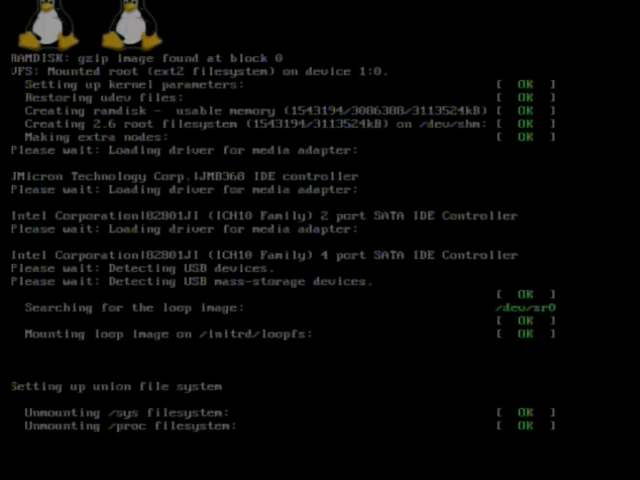 RAMDISK: gzip image found at block 0
VFS: Mounted root (ext2 filesystem) on device 1:0.
Setting up kernel parameters: [ OK ]
Restoring udev files: [ OK ]
Creating ramdisk - usable memory (1543194/3086388/3113524kB) [ OK ]
Creating 2.6 root filesystem (1543194/3113524kB) on /dev/shm: [ OK ]
Making extra nodes: [ OK ]
Please wait: Loading driver for media adapter:
JMicron Technology Corp.|JMB368 IDE controller
Please wait: Loading driver for media adapter:
Intel Corporation|82801JI (ICH10 Family) 2 port SATA IDE Controller
Please wait: Loading driver for media adapter:
Intel Corporation|82801JI (ICH10 Family) 4 port SATA IDE Controller
Please wait: Detecting USB devices.
Please wait: Detecting USB mass-storage devices.
[ OK ]
Searching for the loop image: /dev/sr0
[ OK ]
Mounting loop image on /initrd/loopfs: [ OK ]
Setting up union file system
Unmounting /sys filesystem: [ OK ]
Unmounting /proc filesystem: [ OK ]